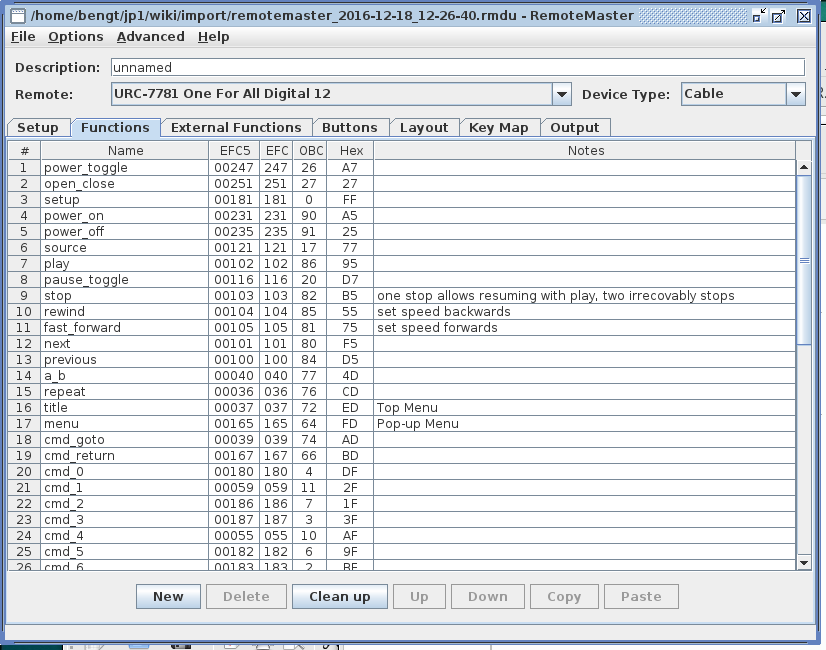 /home/bengt/jp1/wiki/import/remotemaster_2016-12-18_12-26-40.rmdu - RemoteMaster
File Options Advanced Help
Description: unnamed
Remote: URC-7781 One For All Digital 12 Device Type: Cable
Setup Functions External Functions Buttons Layout Key Map Output
# Name EFC5 EFC OBC Hex Notes
1 power_toggle 00247 247 26 A7
2 open_close 00251 251 27 27
3 setup 00181 181 0 FF
4 power_on 00231 231 90 A5
5 power_off 00235 235 91 25
6 source 00121 121 17 77
7 play 00102 102 86 95
8 pause_toggle 00116 116 20 D7
9 stop 00103 103 82 B5 one stop allows resuming with play, two irrecovably stops
10 rewind 00104 104 85 55 set speed backwards
11 fast_forward 00105 105 81 75 set speed forwards
12 next 00101 101 80 F5
13 previous 00100 100 84 D5
14 a_b 00040 040 77 4D
15 repeat 00036 036 76 CD
16 title 00037 037 72 ED Top Menu
17 menu 00165 165 64 FD Pop-up Menu
18 cmd_goto 00039 039 74 AD
19 cmd_return 00167 167 66 BD
20 cmd_0 00180 180 4 DF
21 cmd_1 00059 059 11 2F
22 cmd_2 00186 186 7 1F
23 cmd_3 00187 187 3 3F
24 cmd_4 00055 055 10 AF
25 cmd_5 00182 182 6 9F
26 cmd_6 00183 183 2 BF
New Delete Clean up Up Down Copy Paste